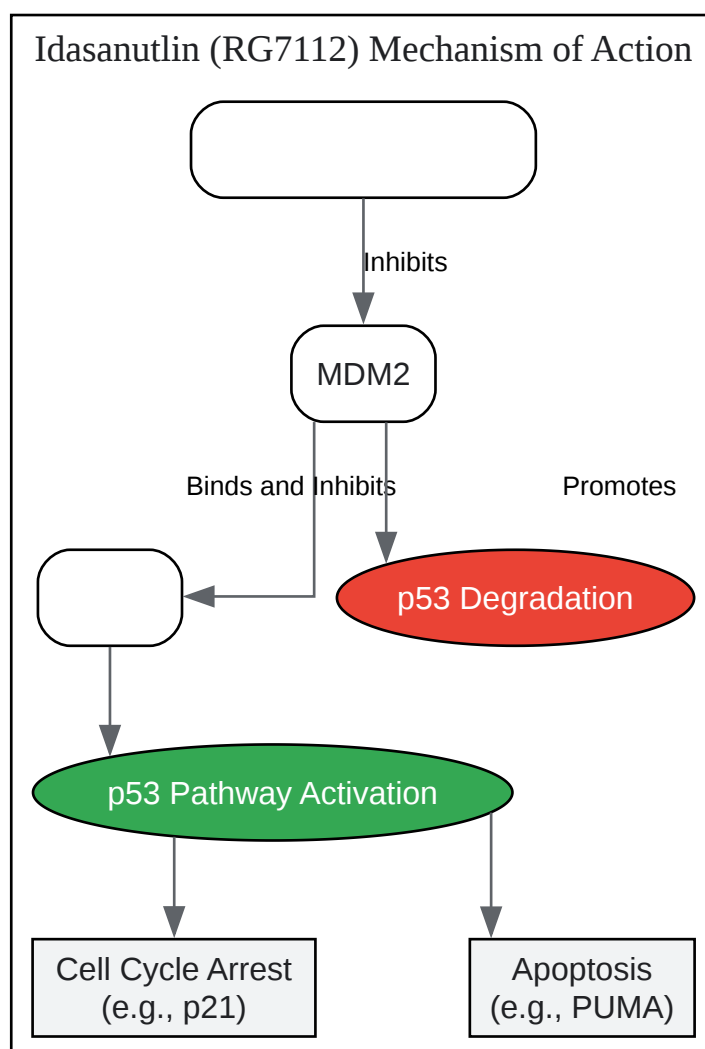 Idasanutlin (RG7112) Mechanism of Action
Inhibits
MDM2
Binds and Inhibits
Promotes
p53 Degradation
p53 Pathway Activation
Cell Cycle Arrest
(e.g., p21)
Apoptosis
(e.g., PUMA)